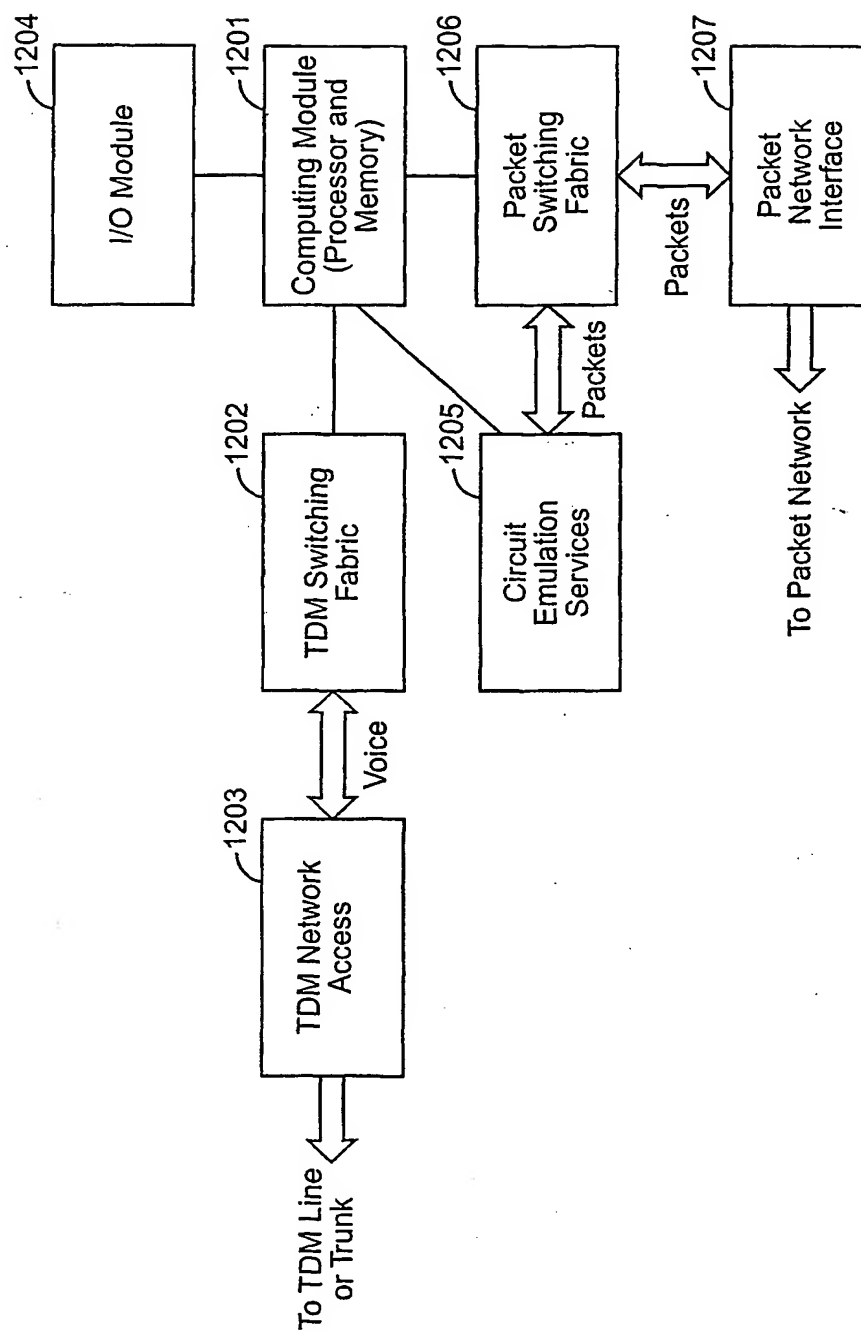 1204
I/O Module
1201
Computing Module
(Processor and
Memory)
1206
Packet
Switching
Fabric
1207
Packet
Network
Interface
Packets
Packets
1202
TDM Switching
Fabric
1205
Circuit
Emulation
Services
To Packet Network
Voice
1203
TDM Network
Access
To TDM Line
or Trunk